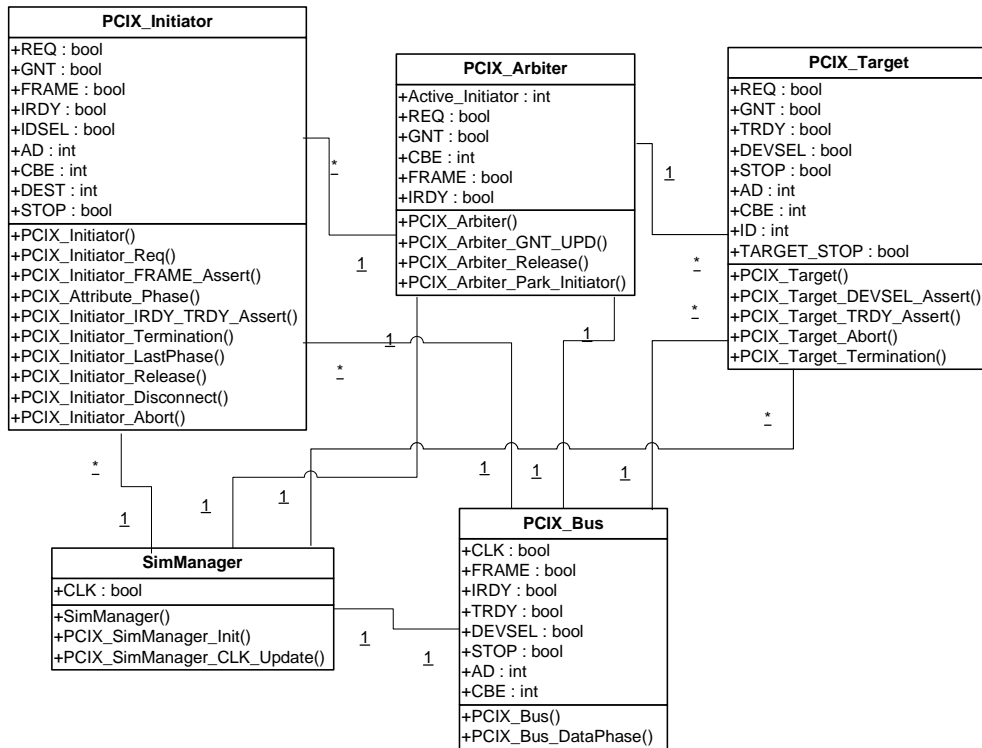 PCIX_Initiator
+REQ : bool
+GNT : bool
+FRAME : bool
+IRDY : bool
+IDSEL : bool
+AD : int
+CBE : int
+DEST : int
+STOP : bool
+PCIX_Initiator()
+PCIX_Initiator_Req()
+PCIX_Initiator_FRAME_Assert()
+PCIX_Attribute_Phase()
+PCIX_Initiator_IRDY_TRDY_Assert()
+PCIX_Initiator_Termination()
+PCIX_Initiator_LastPhase()
+PCIX_Initiator_Release()
+PCIX_Initiator_Disconnect()
+PCIX_Initiator_Abort()
PCIX_Arbiter
+Active_Initiator : int
+REQ : bool
+GNT : bool
+CBE : int
+FRAME : bool
+IRDY : bool
+PCIX_Arbiter()
+PCIX_Arbiter_GNT_UPD()
+PCIX_Arbiter_Release()
+PCIX_Arbiter_Park_Initiator()
PCIX_Target
+REQ : bool
+GNT : bool
+TRDY : bool
+DEVSEL : bool
+STOP : bool
+AD : int
+CBE : int
+ID : int
+TARGET_STOP : bool
+PCIX_Target()
+PCIX_Target_DEVSEL_Assert()
+PCIX_Target_TRDY_Assert()
+PCIX_Target_Abort()
+PCIX_Target_Termination()
*
1
1
*
1
*
1
*
*
*
1
1
1
1
1
1
1
1
SimManager
+CLK : bool
+SimManager()
+PCIX_SimManager_Init()
+PCIX_SimManager_CLK_Update()
PCIX_Bus
+CLK : bool
+FRAME : bool
+IRDY : bool
+TRDY : bool
+DEVSEL : bool
+STOP : bool
+AD : int
+CBE : int
+PCIX_Bus()
+PCIX_Bus_DataPhase()